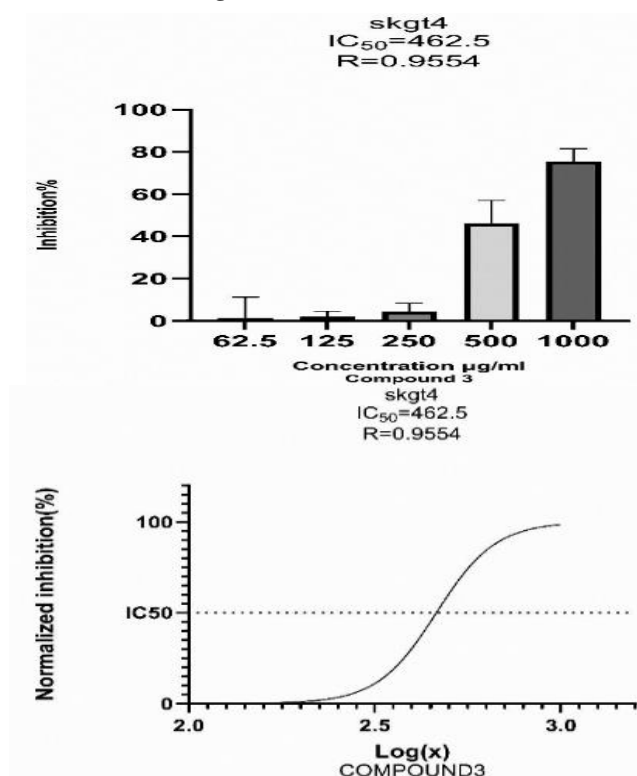 skgt4
IC50=462.5
R=0.9554
100
80
60
40
20
0
Inhibition%
62.5 125 250 500 1000
Concentration µg/ml
Compound 3
skgt4
IC50=462.5
R=0.9554
Normalized inhibition(%)
100
IC50
0
2.0 2.5 3.0
Log(x)
COMPOUND3